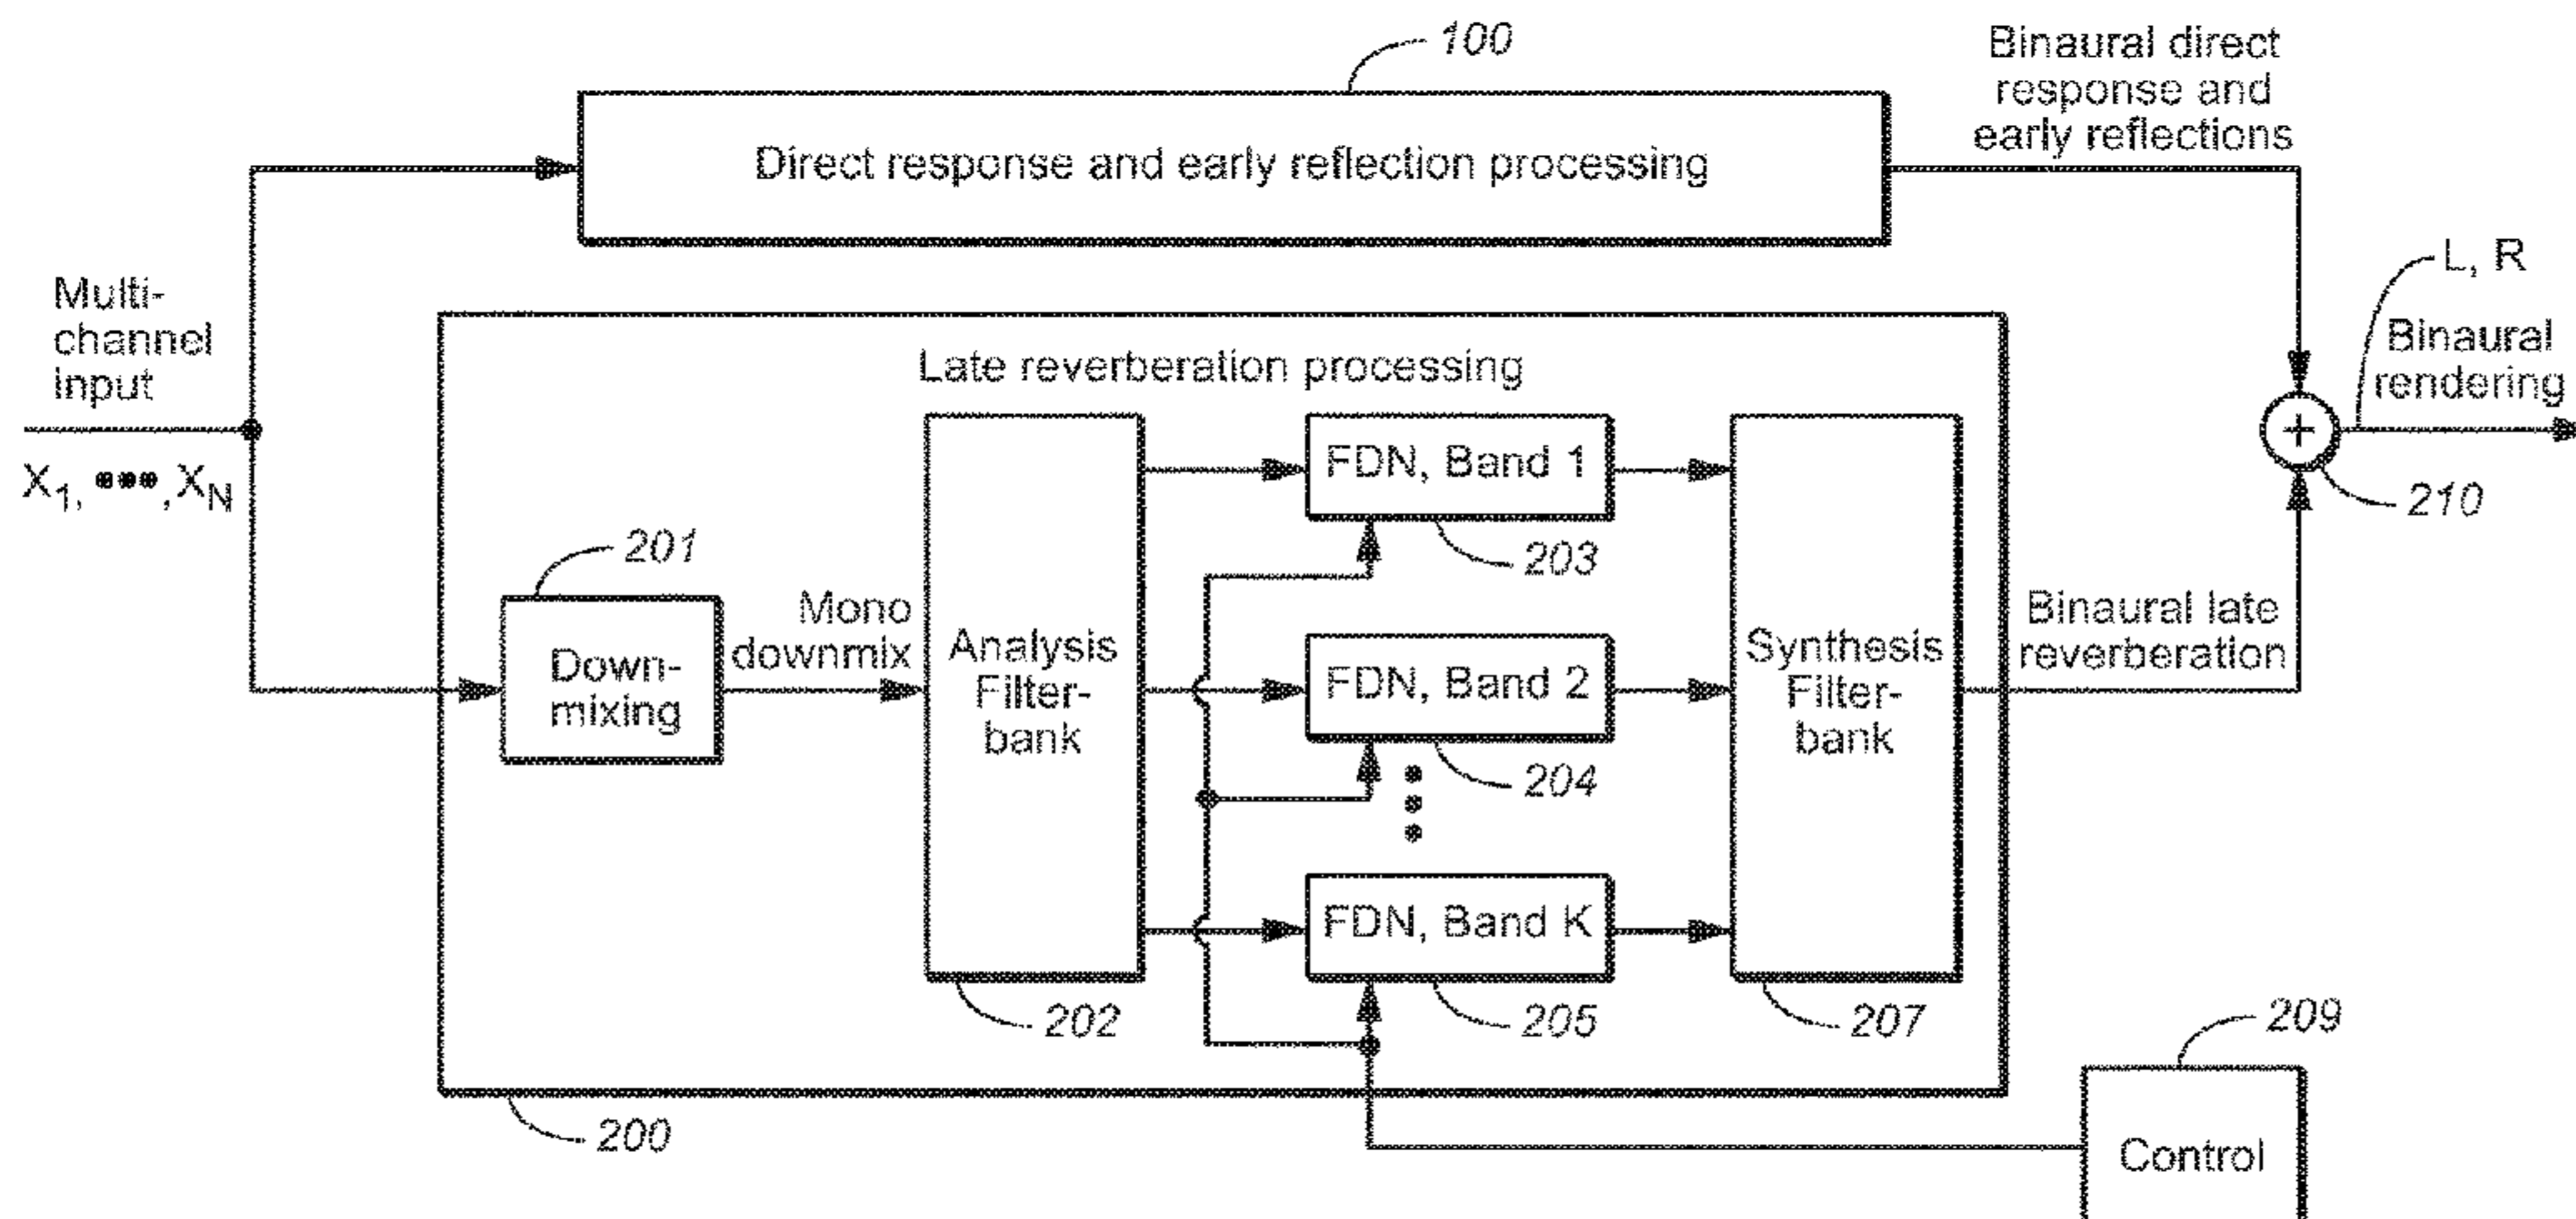 100
Binaural direct
response and
early reflections
Direct response and early reflection processing
Multi-
channel
input
X1, •••, XN
L, R
Binaural
rendering
210
Late reverberation processing
201
Down-
mixing
Mono
downmix
Analysis
Filter-
bank
202
FDN, Band 1
203
FDN, Band 2
204
FDN, Band K
205
Synthesis
Filter-
bank
207
Binaural late
reverberation
200
209
Control